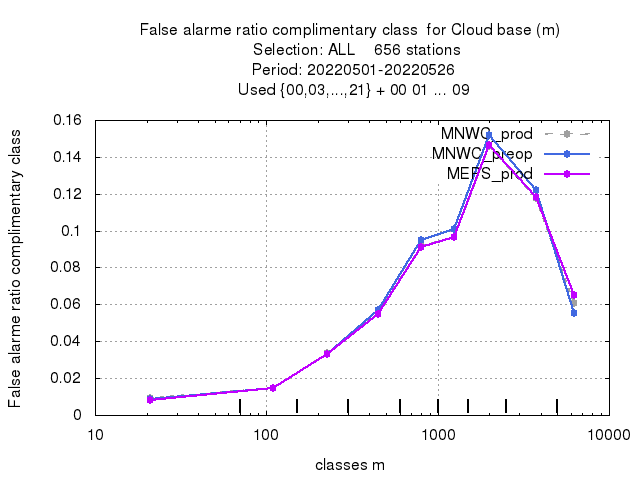 False alarme ratio complimentary class  for Cloud base (m)
Selection: ALL    656 stations
Period: 20220501-20220526
Used {00,03,...,21} + 00 01 ... 09
False alarme ratio complimentary class
0.16
0.14
0.12
0.1
0.08
0.06
0.04
0.02
0
MNWC_prod
MNWC_preop
MEPS_prod
10
100
1000
10000
classes m